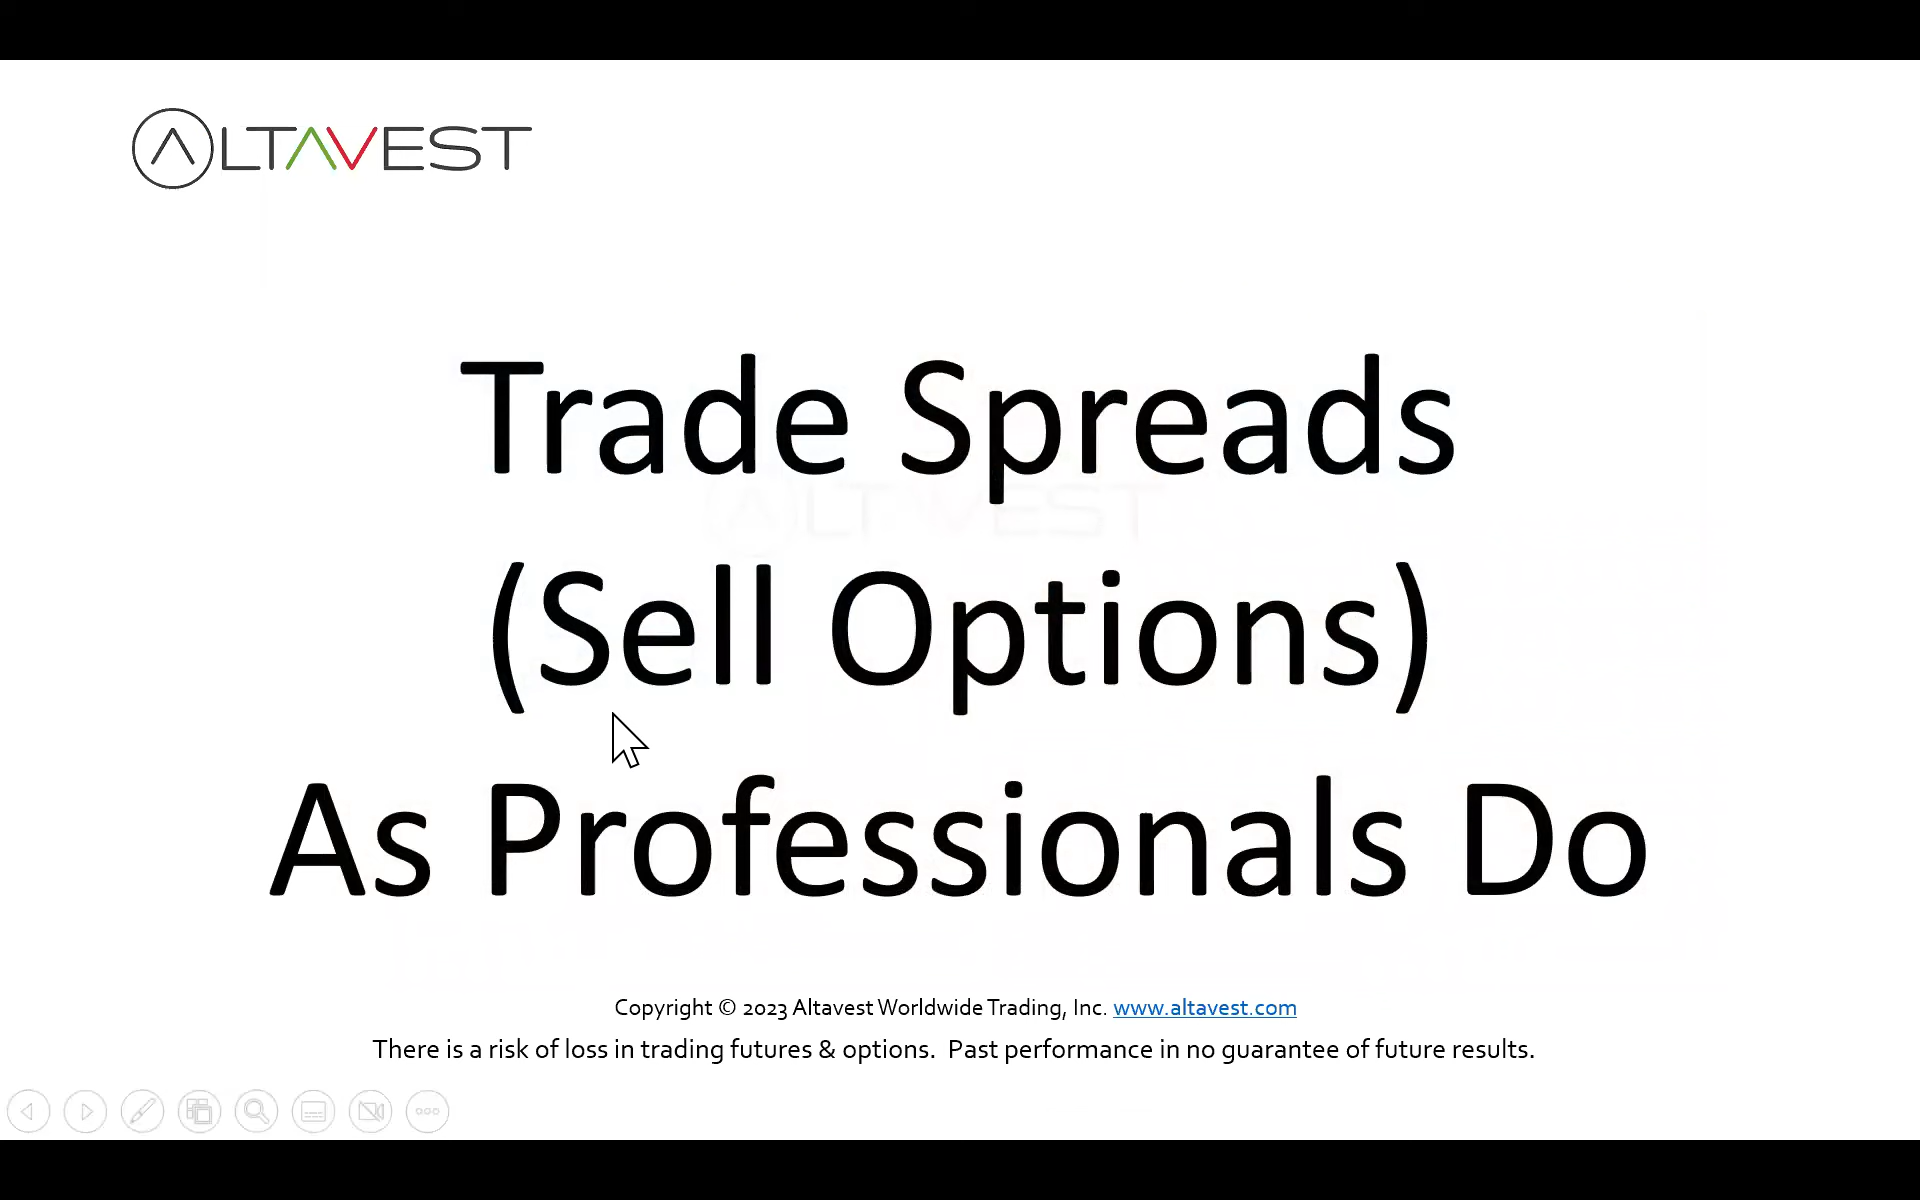 ALTAVEST
Trade Spreads
(Sell Options)
As Professionals Do
Copyright © 2023 Altavest Worldwide Trading, Inc. www.altavest.com
There is a risk of loss in trading futures & options.  Past performance in no guarantee of future results.